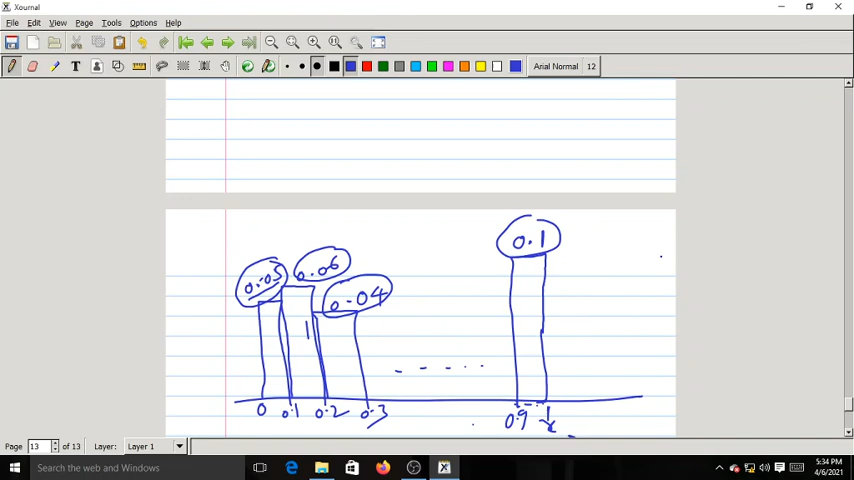 Xournal
File Edit View Page Tools Options Help
T
Arial Normal 12
0.1
0.06
0.05
0.04
0 0.1 0.2 0.3 0.9 1
x
Page 13 of 13 Layer: Layer 1
Search the web and Windows
5:34 PM
4/6/2021